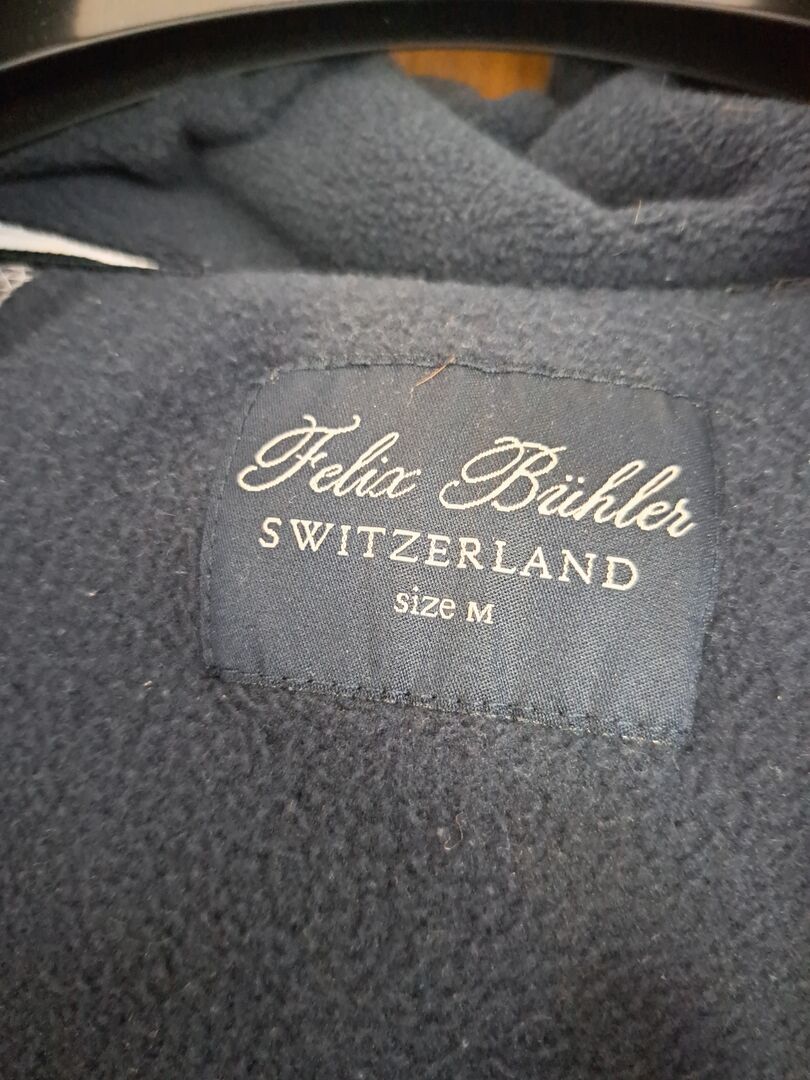 Felix Bühler
SWITZERLAND
size M